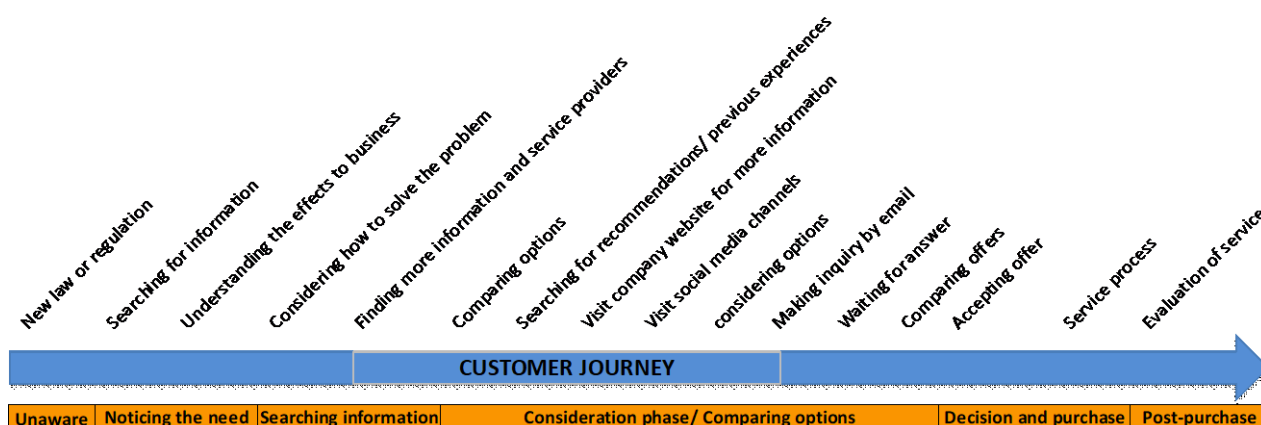 New law or regulation
Searching for information
Understanding the effects to business
Considering how to solve the problem
Finding more information and service providers
Comparing options
Searching for recommendations/ previous experiences
Visit company website for more information
Visit social media channels
considering options
Making inquiry by email
Waiting for answer
Comparing offers
Accepting offer
Service process
Evaluation of service
CUSTOMER JOURNEY
Unaware
Noticing the need
Searching information
Consideration phase/ Comparing options
Decision and purchase
Post-purchase